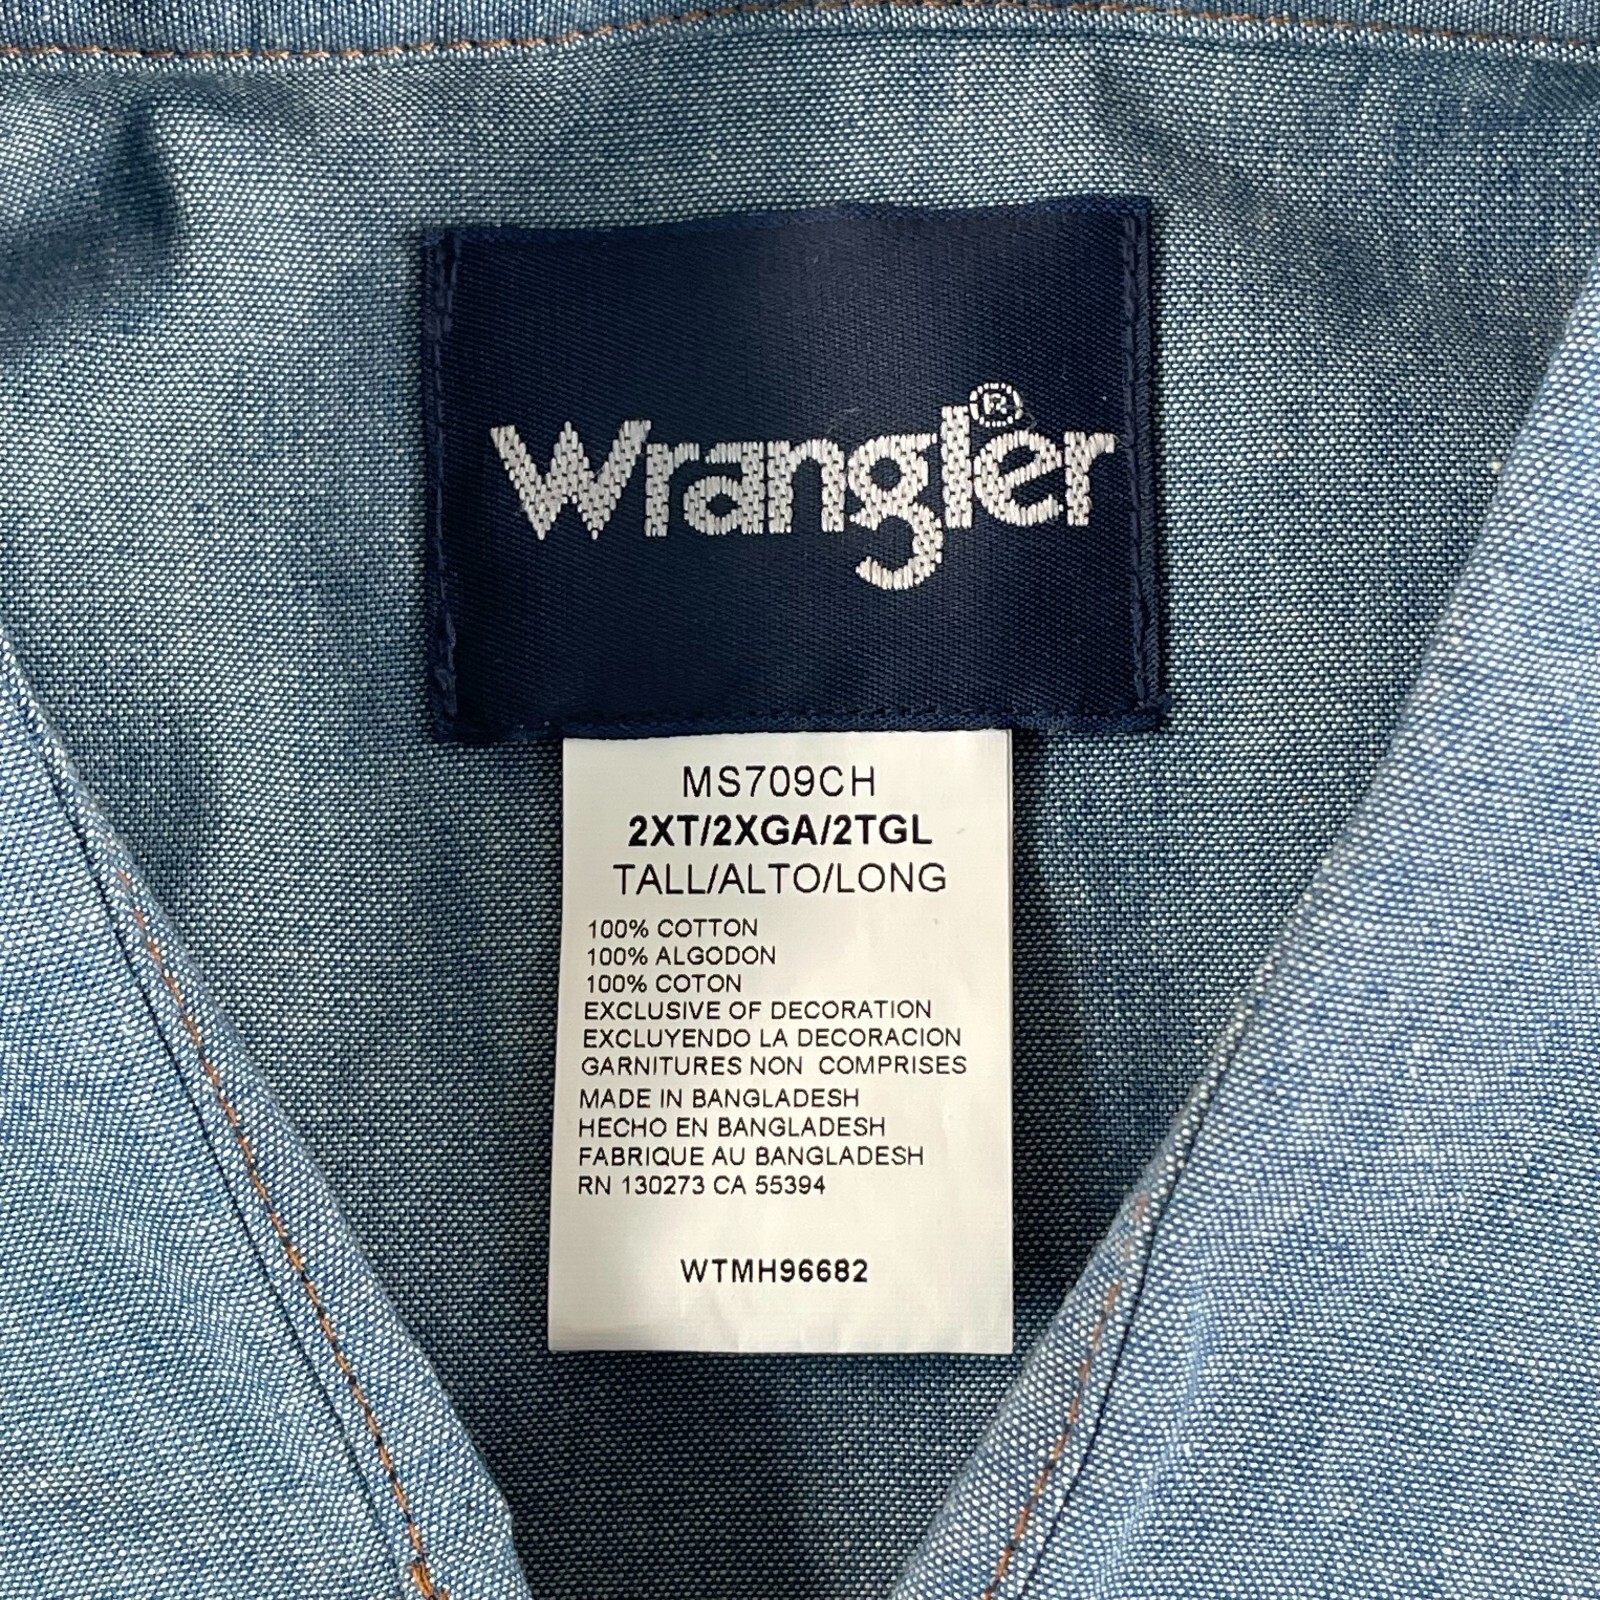 Wrangler®
MS709CH
2XT/2XGA/2TGL
TALL/ALTO/LONG
100% COTTON
100% ALGODON
100% COTON
EXCLUSIVE OF DECORATION
EXCLUYENDO LA DECORACION
GARNITURES NON COMPRISES
MADE IN BANGLADESH
HECHO EN BANGLADESH
FABRIQUE AU BANGLADESH
RN 130273 CA 55394
WTMH96682